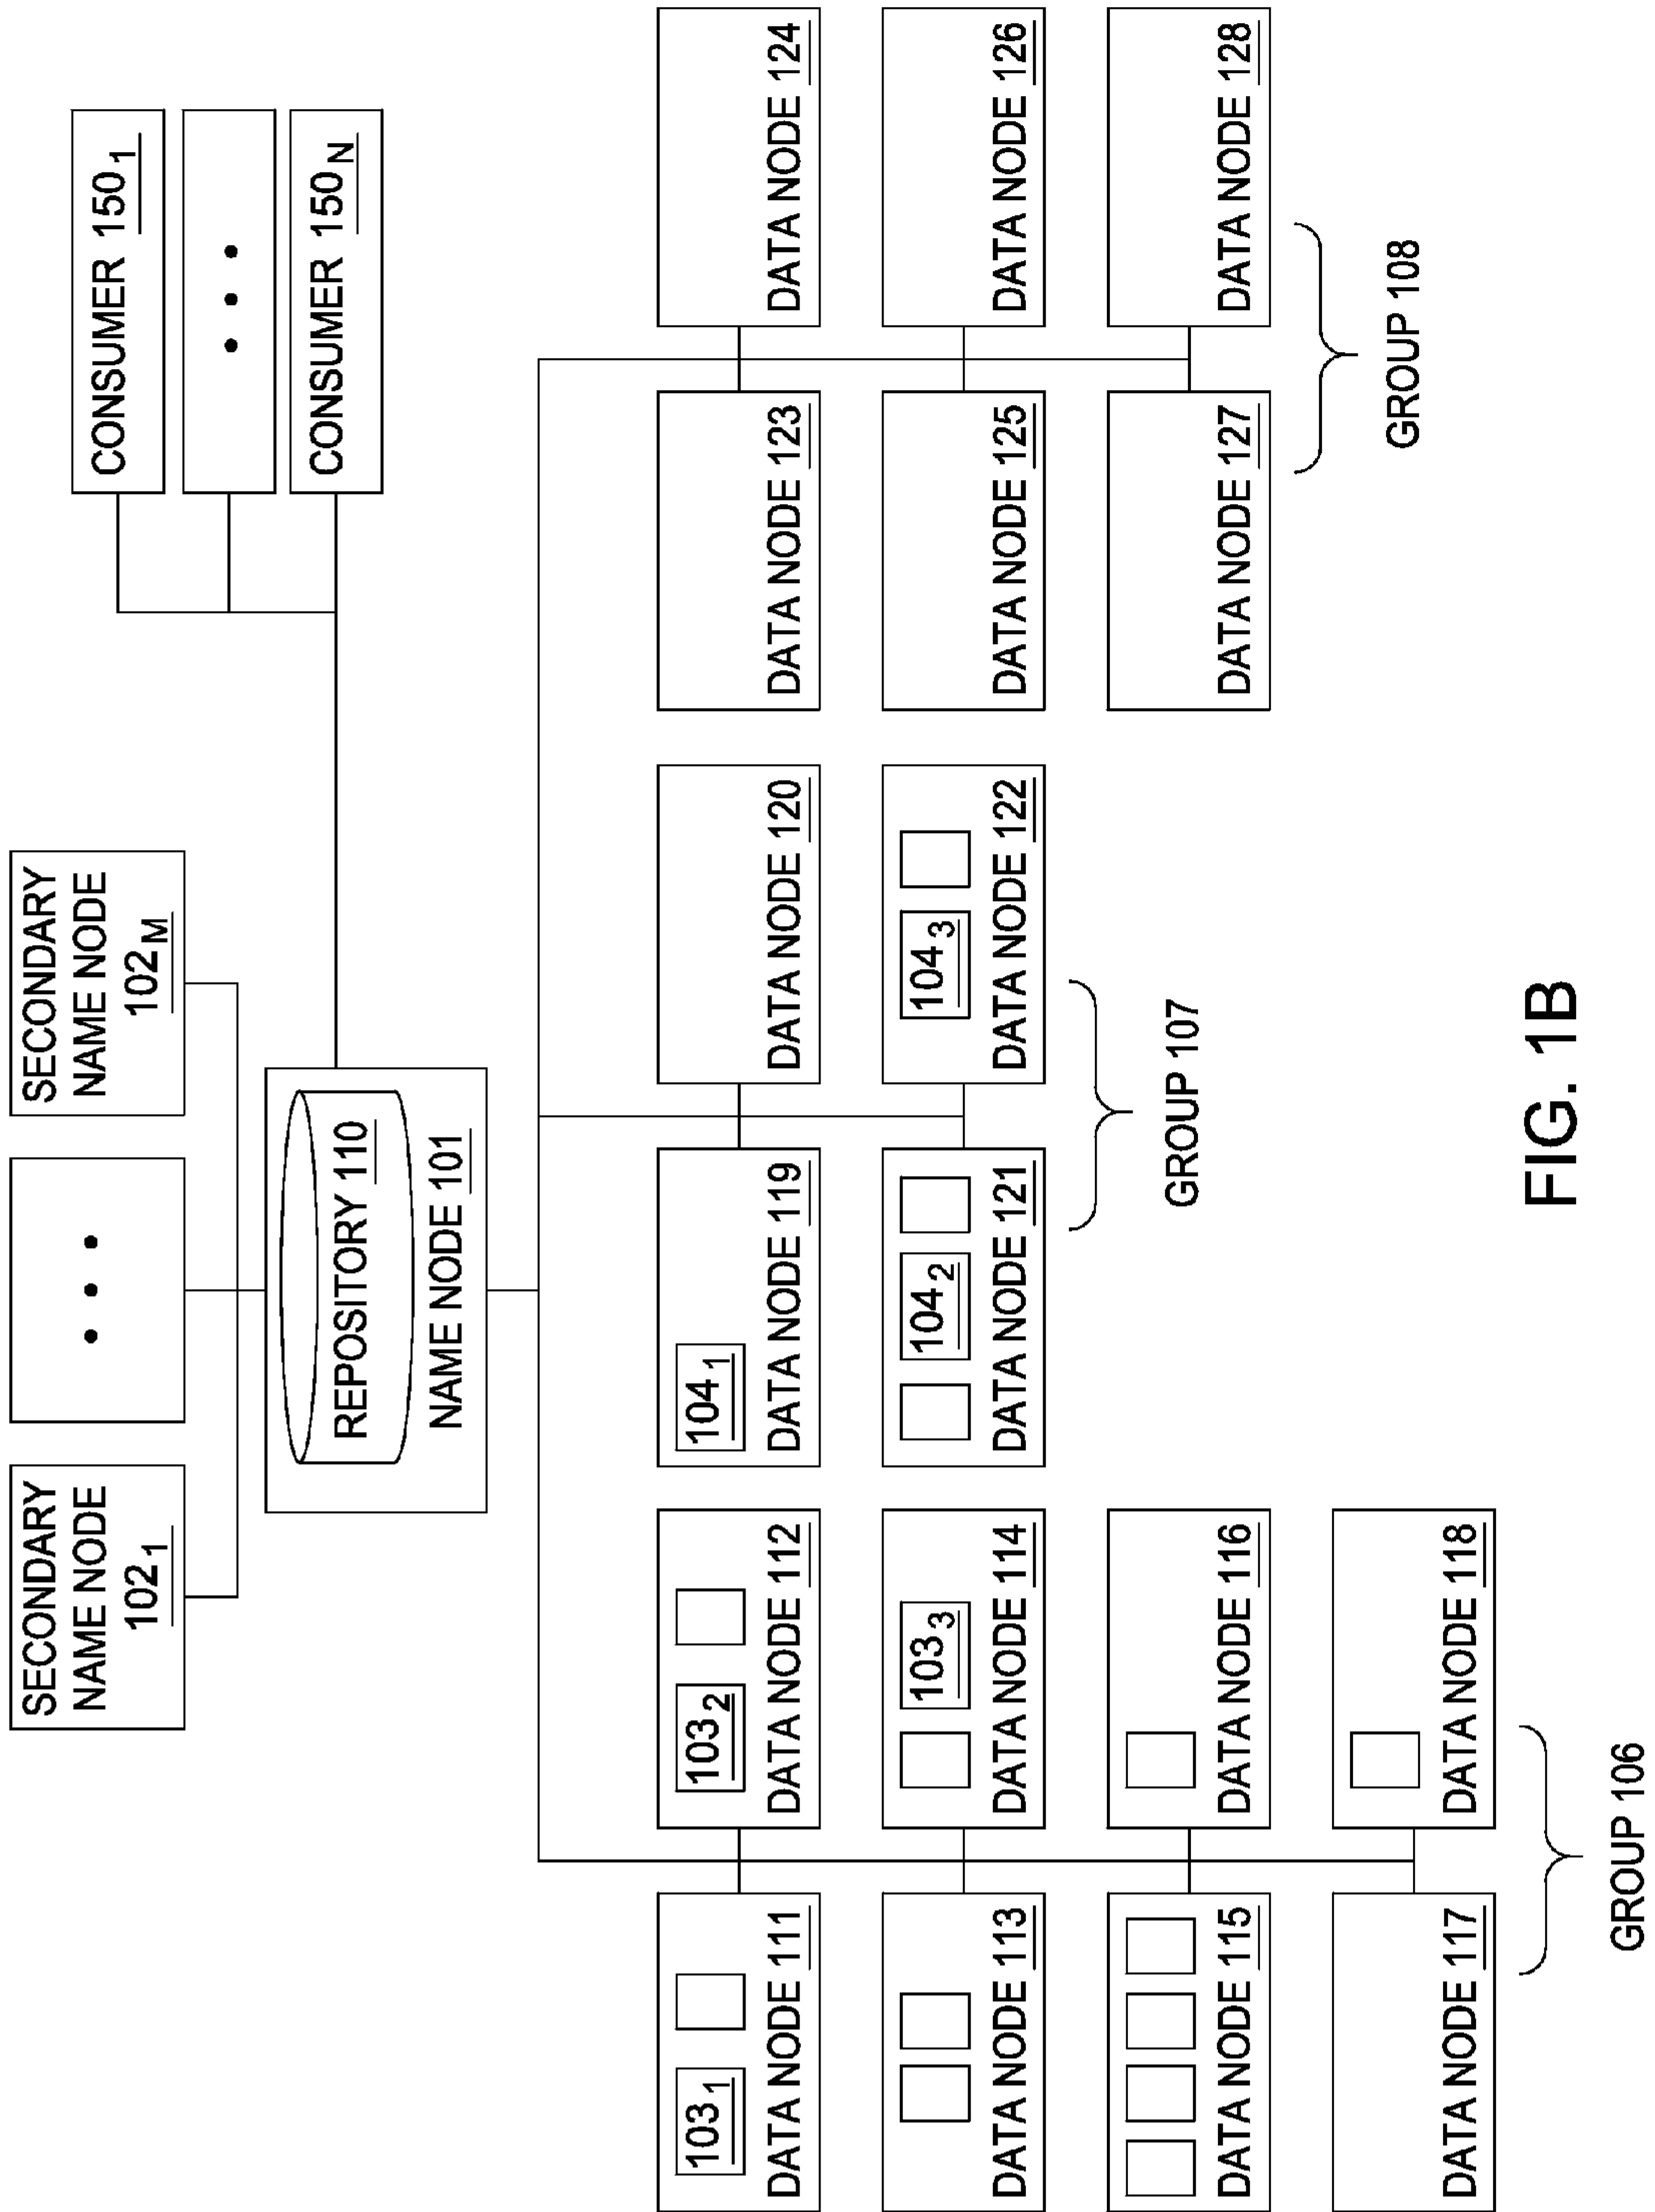 SECONDARY
NAME NODE
102₁
• • •
SECONDARY
NAME NODE
102M
CONSUMER 150₁
• • •
CONSUMER 150N
REPOSITORY 110
NAME NODE 101
103₁
DATA NODE 111
103₂
DATA NODE 112
DATA NODE 113
103₃
DATA NODE 114
DATA NODE 115
DATA NODE 116
DATA NODE 117
DATA NODE 118
GROUP 106
104₁
DATA NODE 119
DATA NODE 120
104₂
DATA NODE 121
104₃
DATA NODE 122
GROUP 107
DATA NODE 123
DATA NODE 124
DATA NODE 125
DATA NODE 126
DATA NODE 127
DATA NODE 128
GROUP 108
FIG. 1B